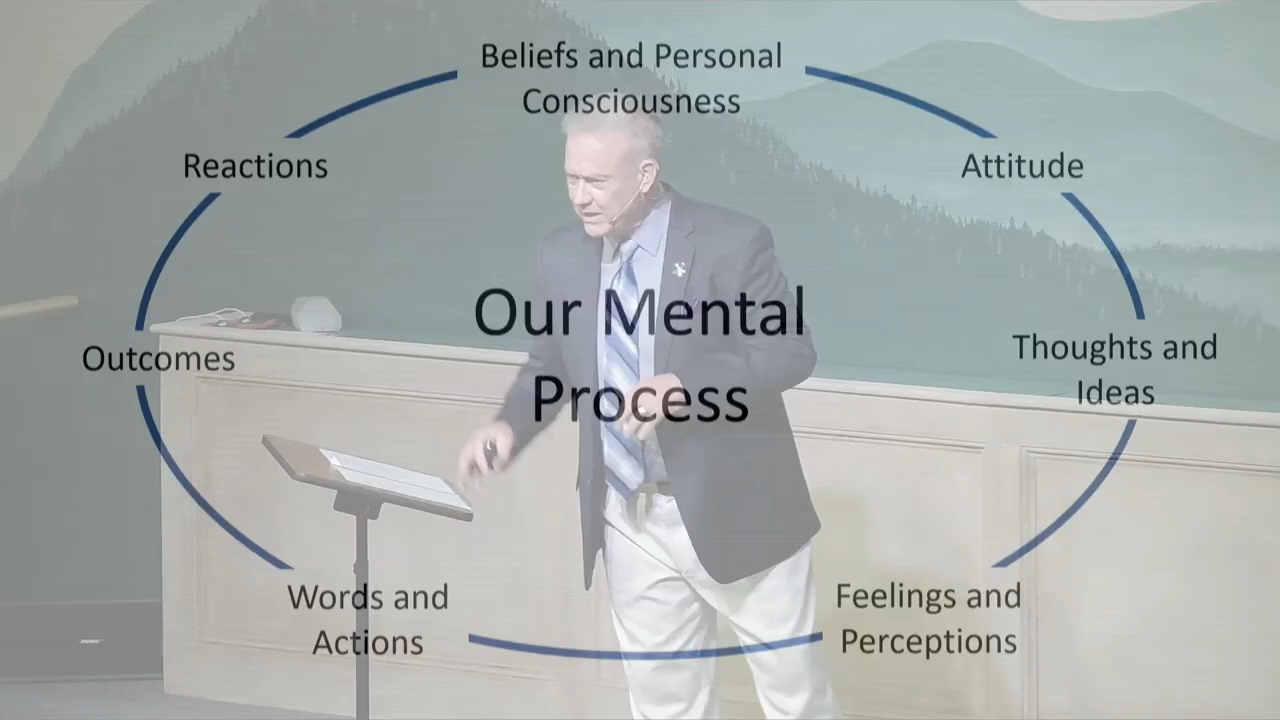 Beliefs and Personal
Consciousness
Reactions
Attitude
Our Mental
Process
Thoughts and
Ideas
Outcomes
Words and
Actions
Feelings and
Perceptions